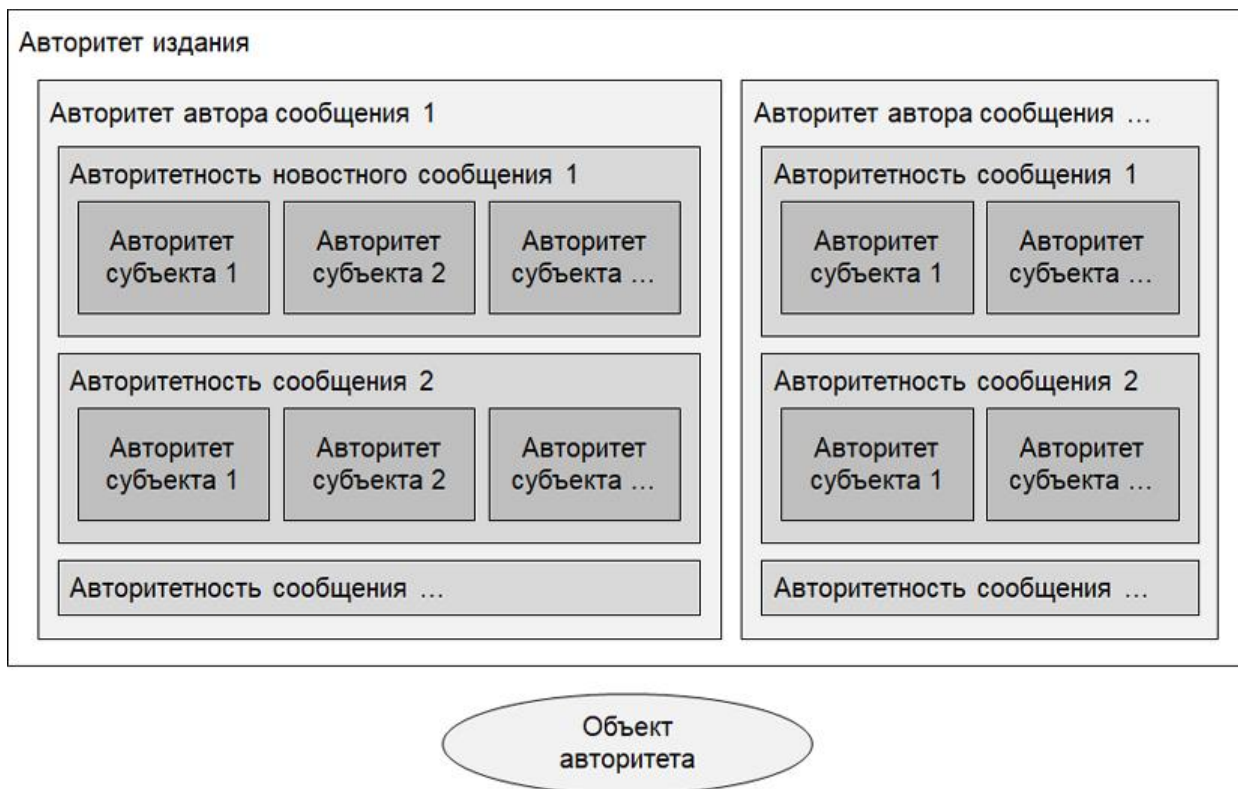 Авторитет издания
Авторитет автора сообщения 1
Авторитетность новостного сообщения 1
Авторитет
субъекта 1
Авторитет
субъекта 2
Авторитет
субъекта ...
Авторитетность сообщения 2
Авторитет
субъекта 1
Авторитет
субъекта 2
Авторитет
субъекта ...
Авторитетность сообщения ...
Авторитет автора сообщения ...
Авторитетность сообщения 1
Авторитет
субъекта 1
Авторитет
субъекта ...
Авторитетность сообщения 2
Авторитет
субъекта 1
Авторитет
субъекта ...
Авторитетность сообщения ...
Объект
авторитета